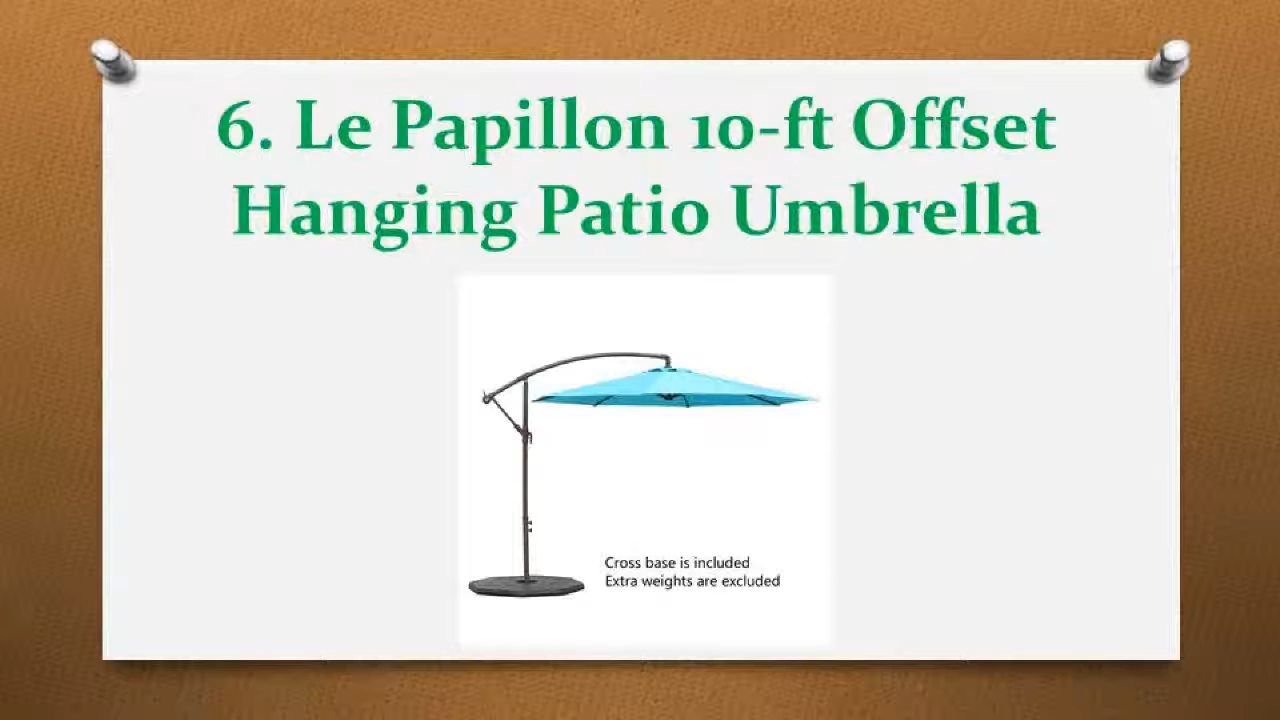 6. Le Papillon 10-ft Offset
Hanging Patio Umbrella
Cross base is included
Extra weights are excluded